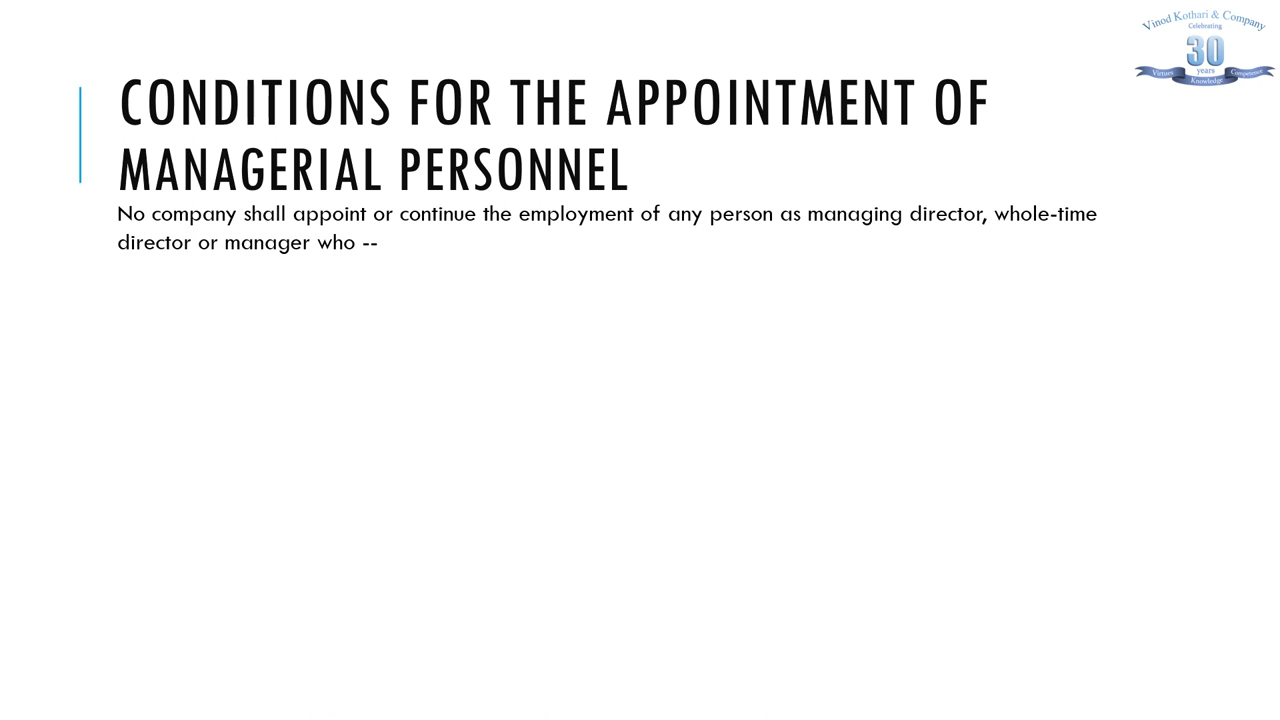 Vinod Kothari & Company
Celebrating
30
years
Virtues Knowledge Competence
CONDITIONS FOR THE APPOINTMENT OF
MANAGERIAL PERSONNEL
No company shall appoint or continue the employment of any person as managing director, whole-time
director or manager who --